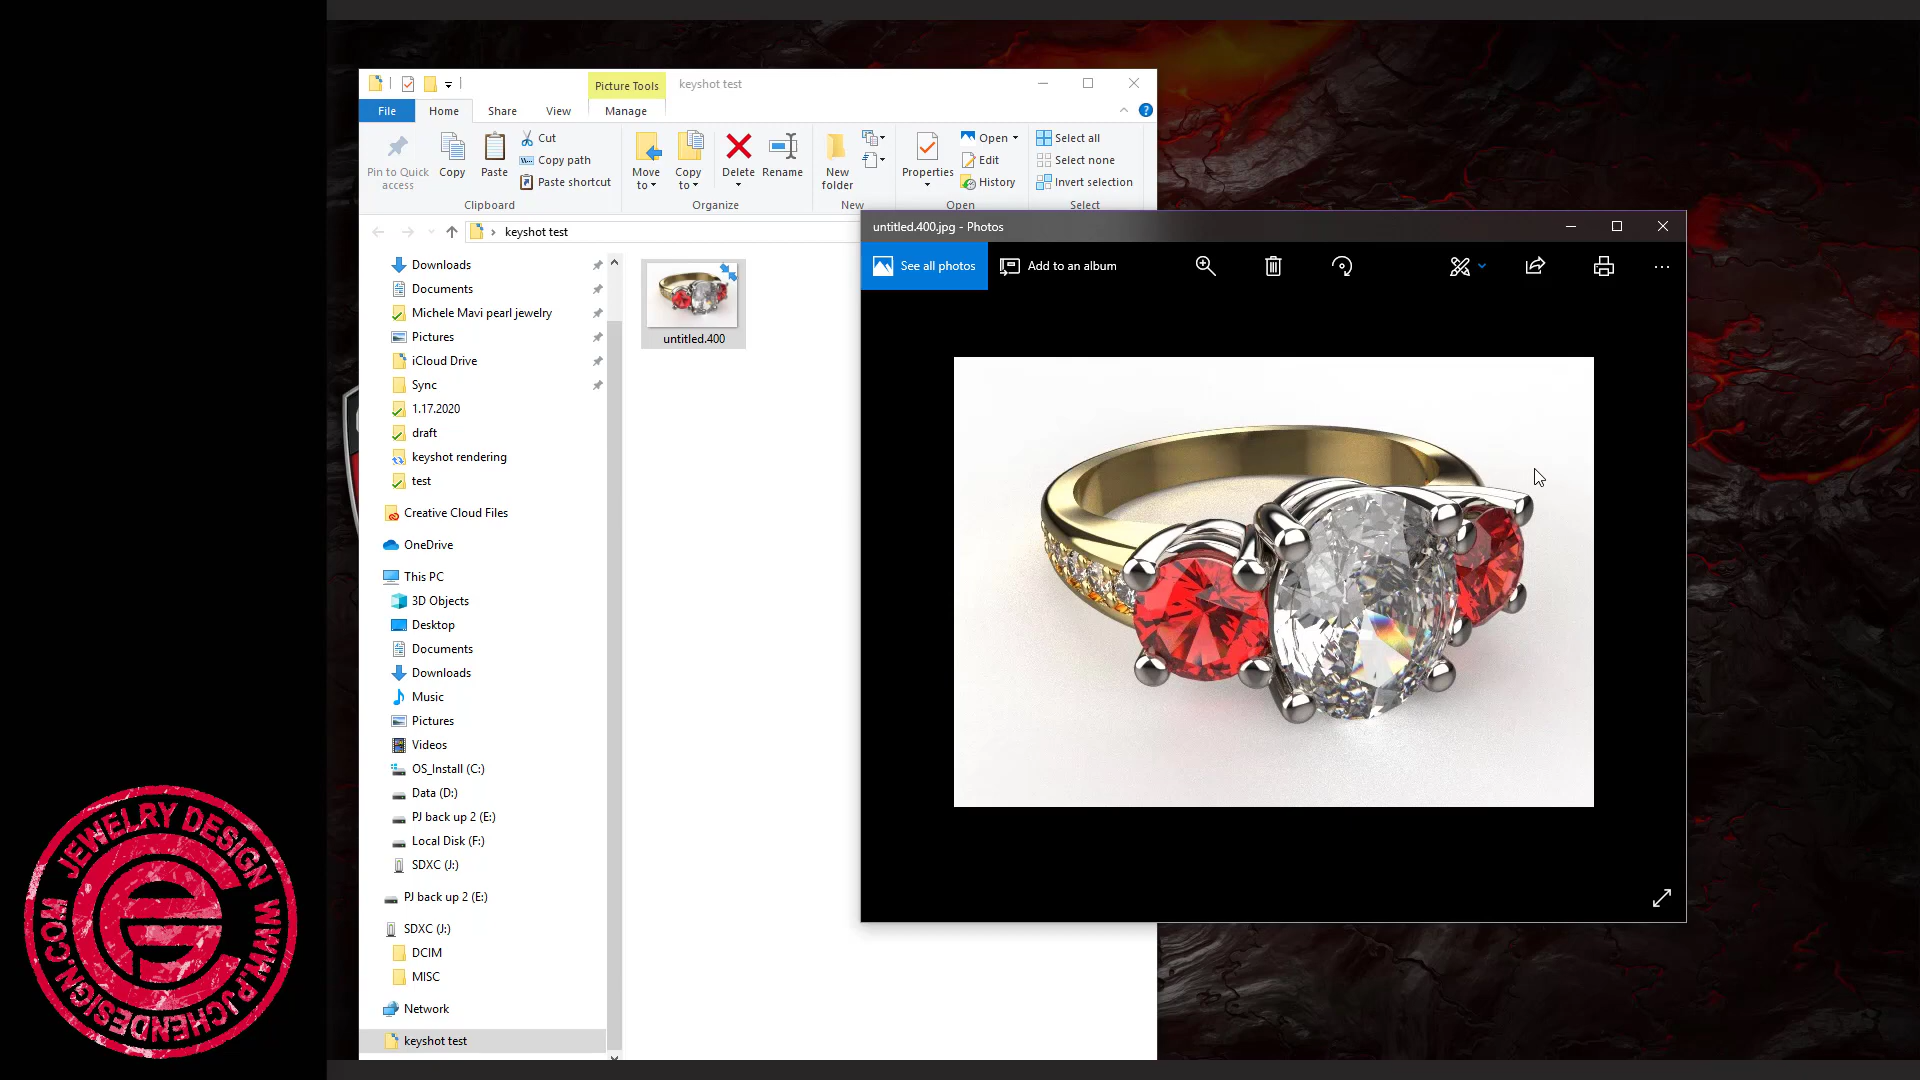 Picture Tools
keyshot test
File
Home
Share
View
Manage
Pin to Quick
access
Copy
Paste
Cut
Copy path
Paste shortcut
Clipboard
Move
to
Copy
to
Delete
Rename
Organize
New
folder
New
Properties
Open
Edit
History
Open
Select all
Select none
Invert selection
Select
keyshot test
Downloads
Documents
Michele Mavi pearl jewelry
Pictures
iCloud Drive
Sync
1.17.2020
draft
keyshot rendering
test
Creative Cloud Files
OneDrive
This PC
3D Objects
Desktop
Documents
Downloads
Music
Pictures
Videos
OS_Install (C:)
Data (D:)
PJ back up 2 (E:)
Local Disk (F:)
SDXC (J:)
PJ back up 2 (E:)
SDXC (J:)
DCIM
MISC
Network
keyshot test
untitled.400
untitled.400.jpg - Photos
See all photos
Add to an album
JEWELRY DESIGN
WWW.PJCHENDESIGN.COM